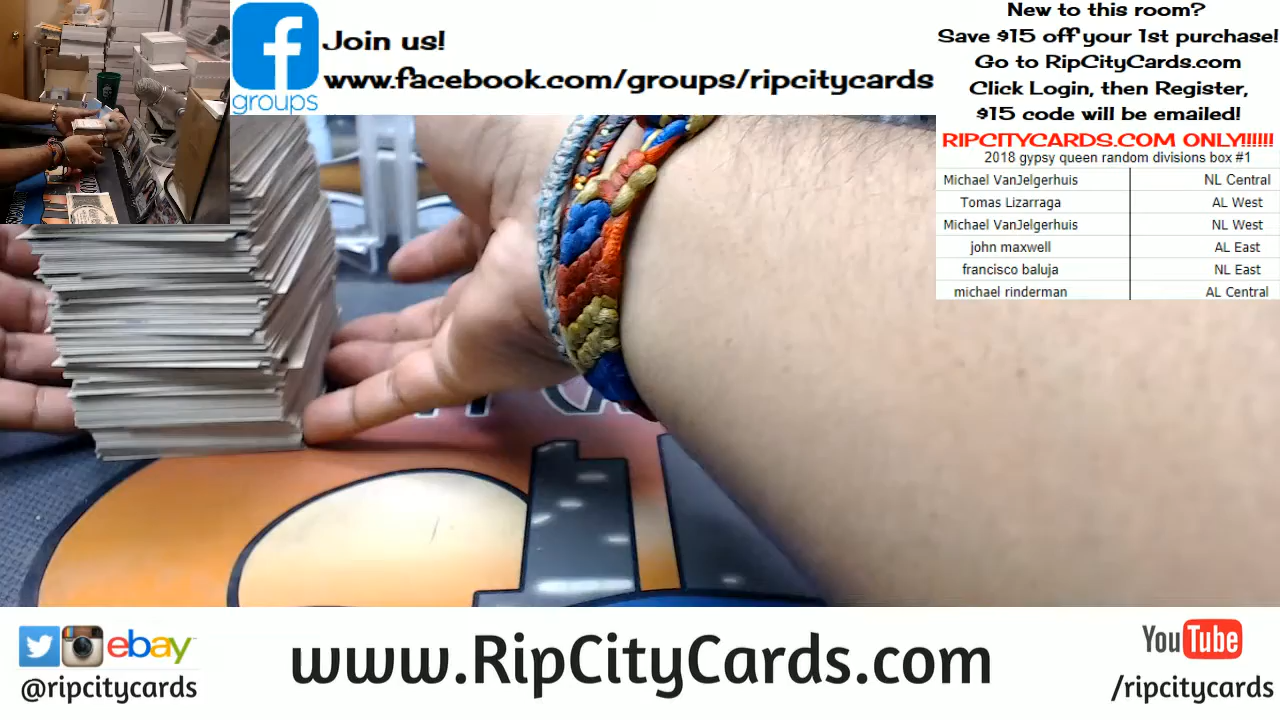 Join us!
www.facebook.com/groups/ripcitycards
groups
New to this room?
Save $15 off your 1st purchase!
Go to RipCityCards.com
Click Login, then Register,
$15 code will be emailed!
RIPCITYCARDS.COM ONLY!!!!!!
2018 gypsy queen random divisions box #1
Michael VanJelgerhuis NL Central
Tomas Lizarraga AL West
Michael VanJelgerhuis NL West
john maxwell AL East
francisco baluja NL East
michael rinderman AL Central
ebay
@ripcitycards
www.RipCityCards.com
YouTube
/ripcitycards